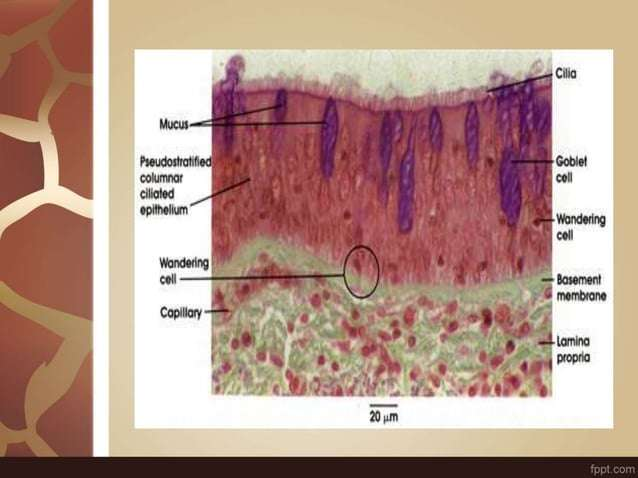 Cilia
Mucus
Pseudostratified
columnar
ciliated
epithelium
Goblet
cell
Wandering
cell
Wandering
cell
Basement
membrane
Capillary
Lamina
propria
20 μm
fppt.com